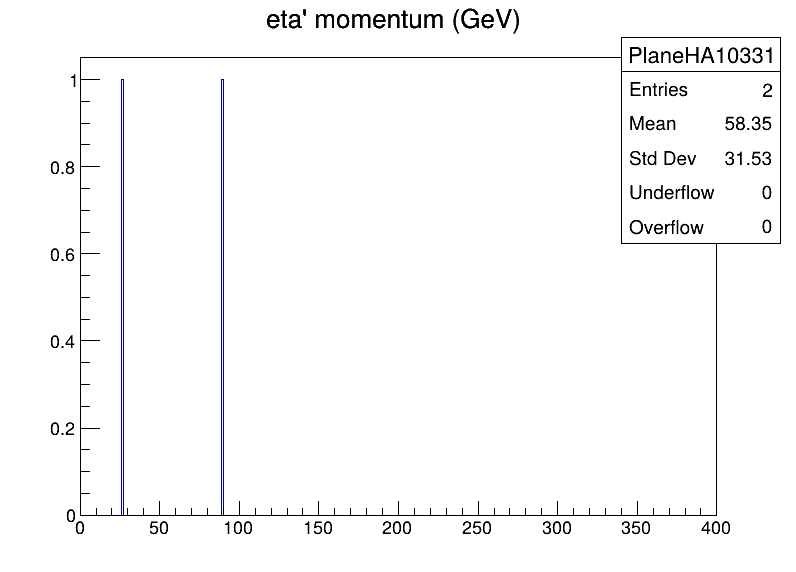 eta' momentum (GeV)
PlaneHA10331
Entries 2
Mean 58.35
Std Dev 31.53
Underflow 0
Overflow 0
1
0.8
0.6
0.4
0.2
0
0 50 100 150 200 250 300 350 400